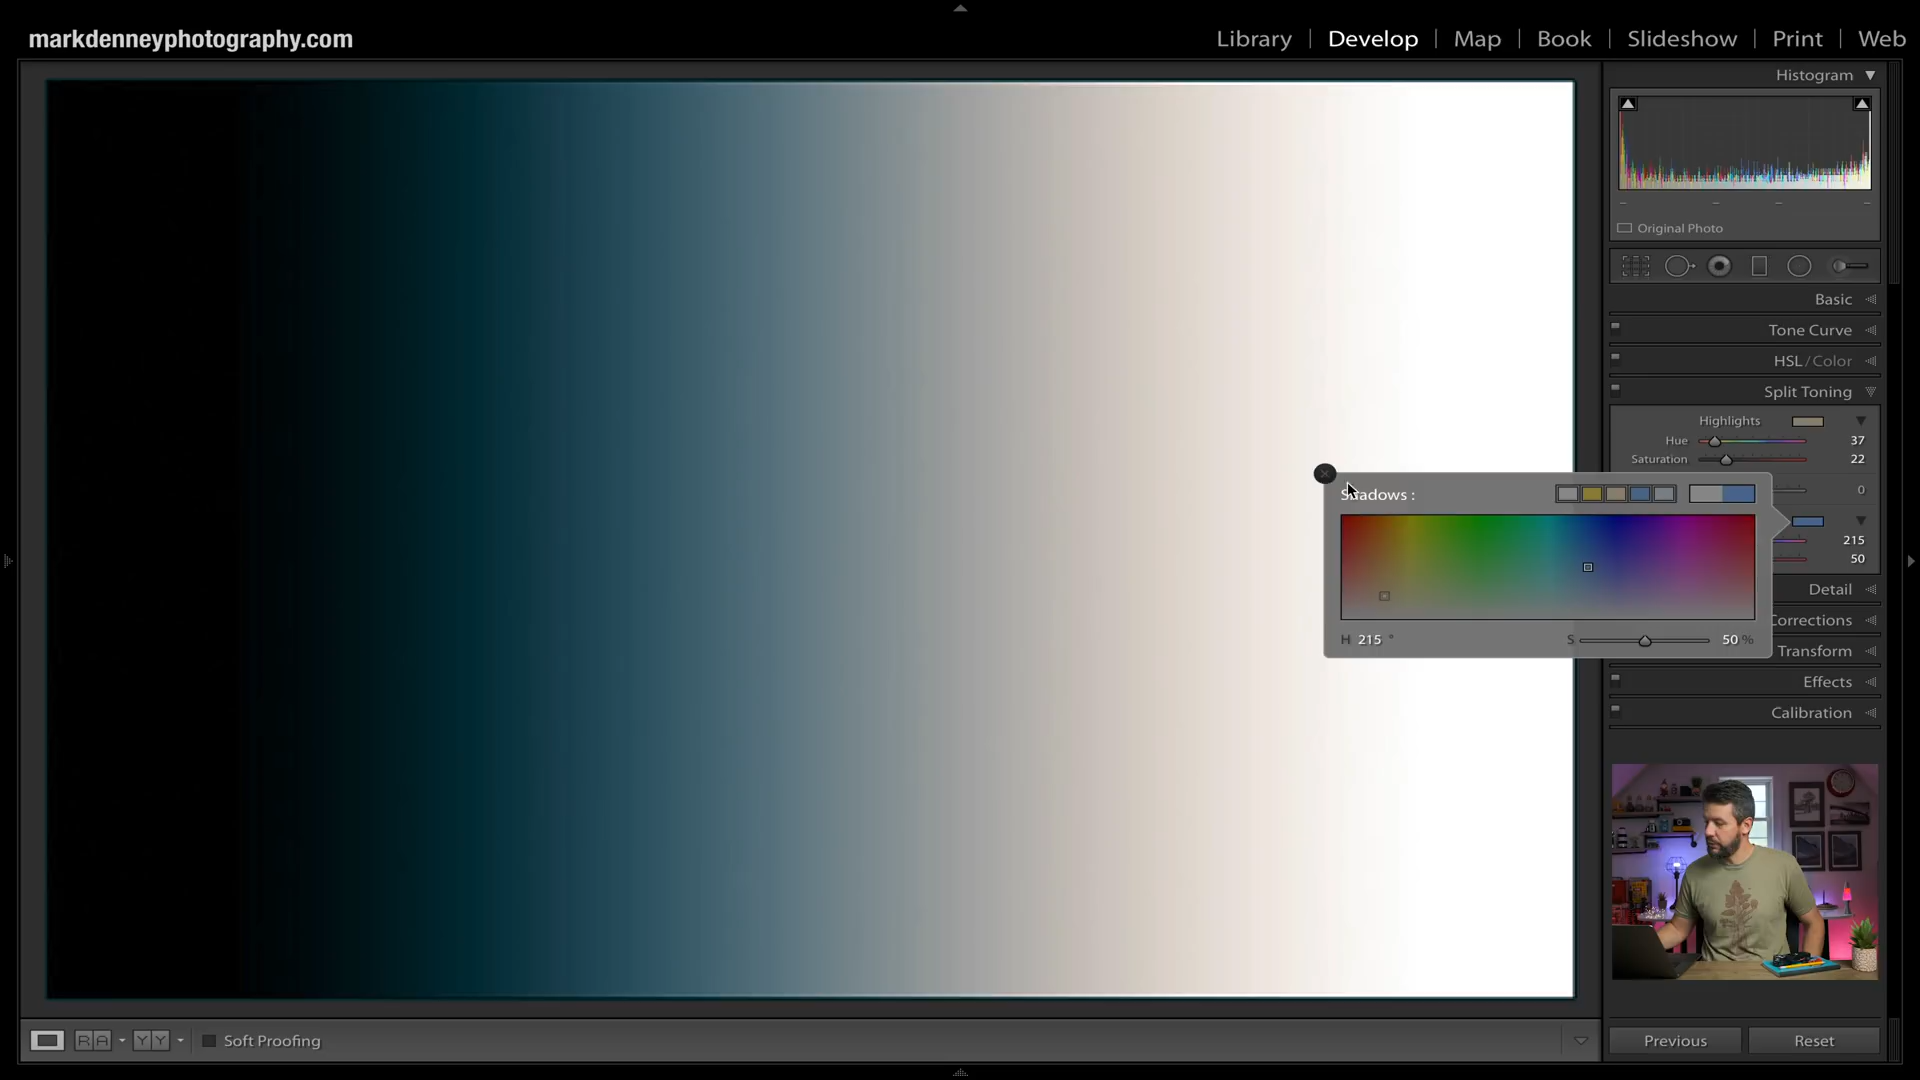 markdenneyphotography.com
Library | Develop | Map | Book | Slideshow | Print | Web
Histogram
Original Photo
Basic
Tone Curve
HSL / Color
Split Toning
Highlights
Hue 37
Saturation 22
0
Shadows :
215
50
H 215 ° S 50 %
Detail
Corrections
Transform
Effects
Calibration
R A Y Y Soft Proofing
Previous Reset